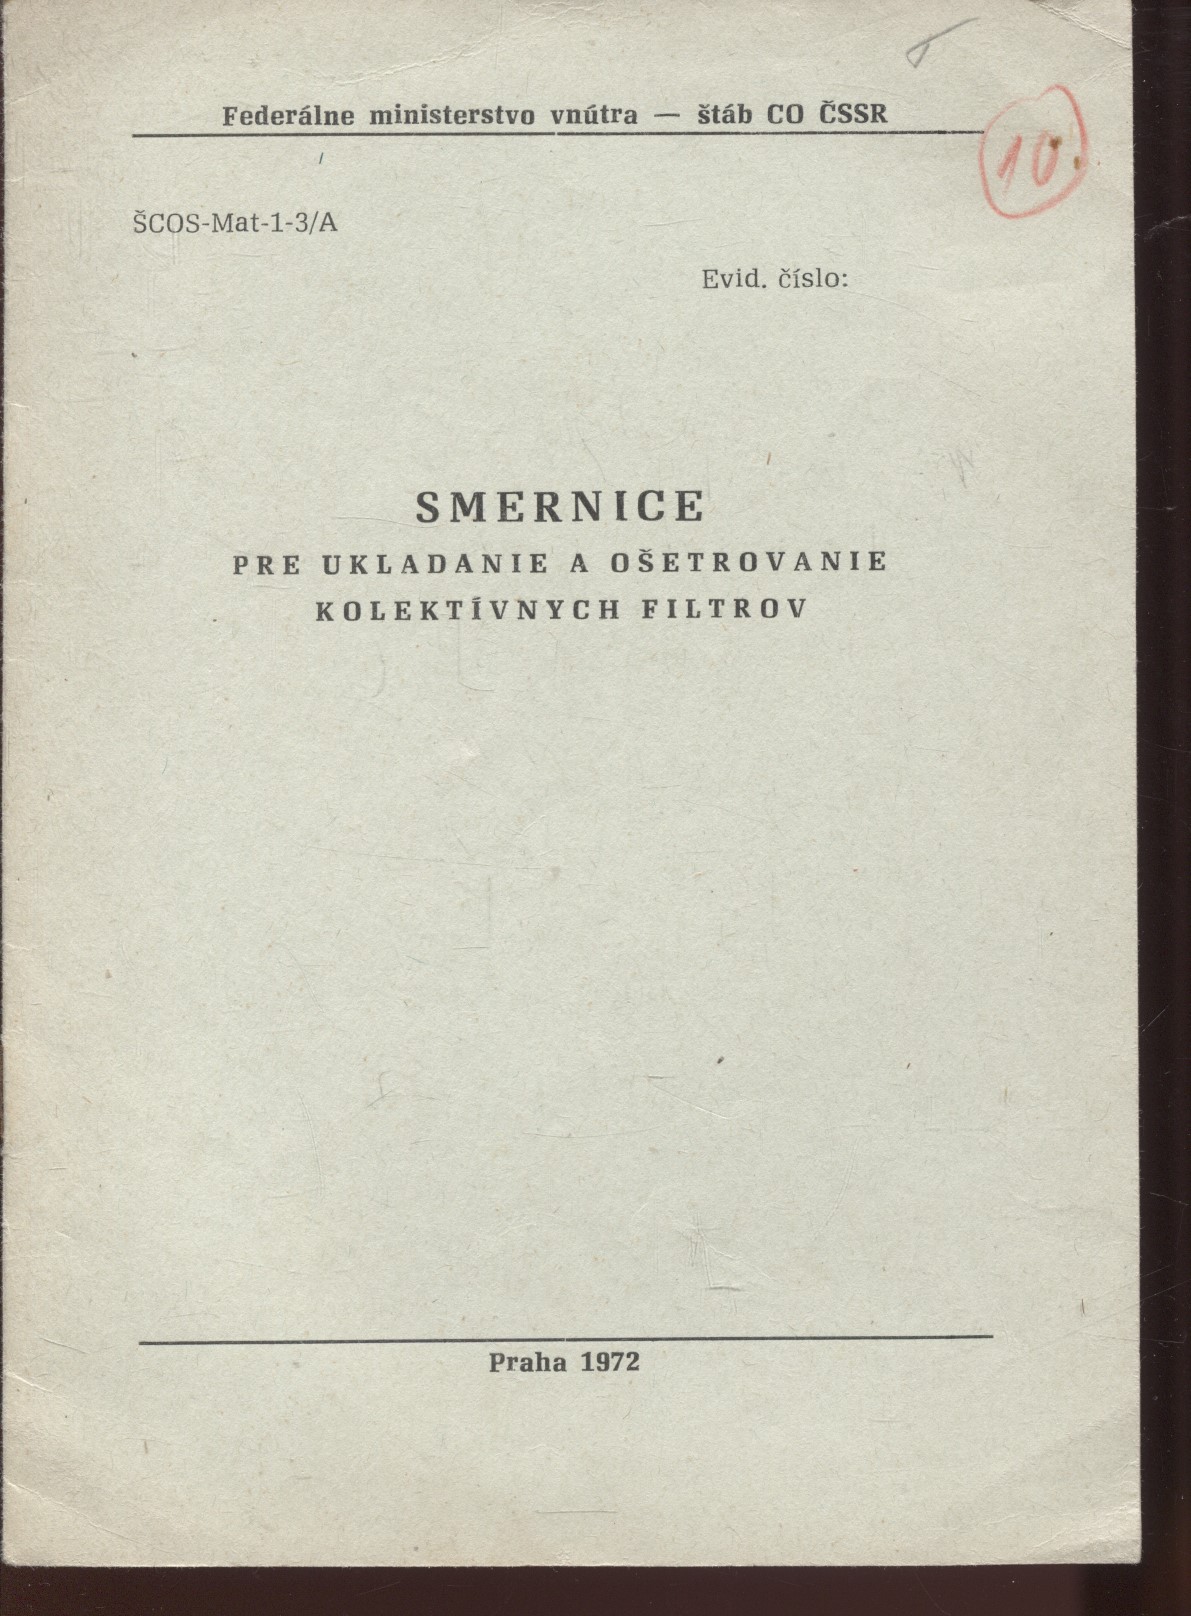 Federálne ministerstvo vnútra — štáb CO ČSSR
10.
ŠCOS-Mat-1-3/A
Evid. číslo:
SMERNICE
PRE UKLADANIE A OŠETROVANIE
KOLEKTÍVNYCH FILTROV
Praha 1972